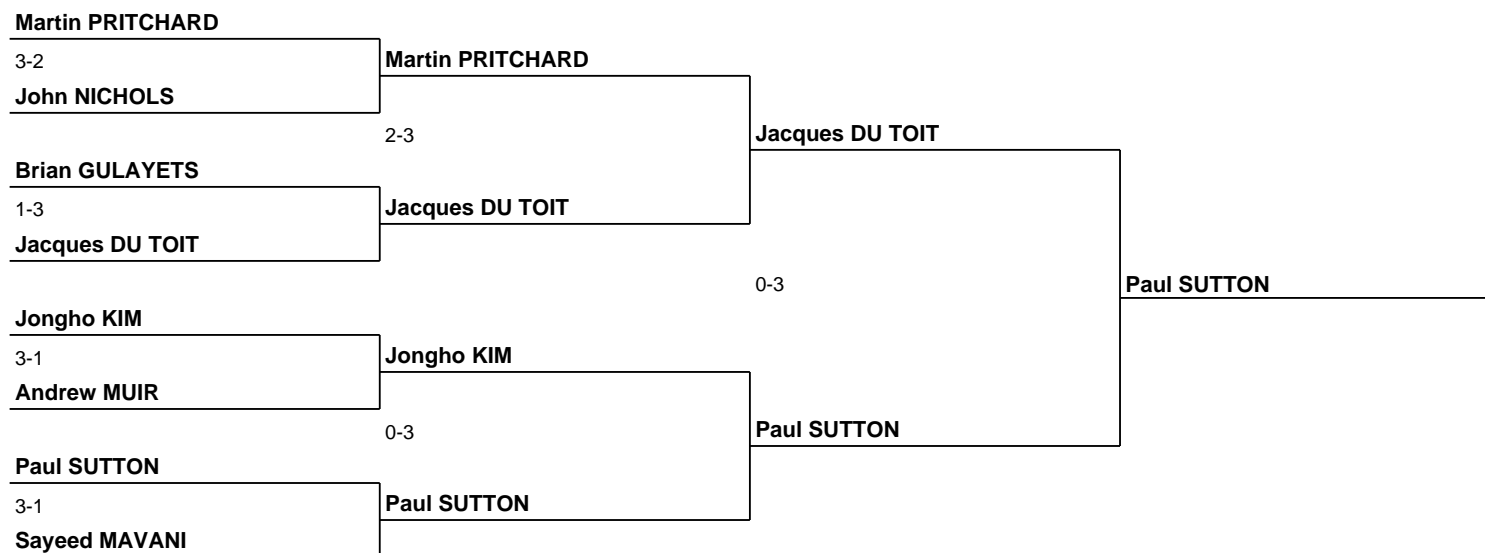 Martin PRITCHARD
3-2
Martin PRITCHARD
John NICHOLS
2-3
Jacques DU TOIT
Brian GULAYETS
1-3
Jacques DU TOIT
Jacques DU TOIT
0-3
Paul SUTTON
Jongho KIM
3-1
Jongho KIM
Andrew MUIR
0-3
Paul SUTTON
Paul SUTTON
3-1
Paul SUTTON
Sayeed MAVANI